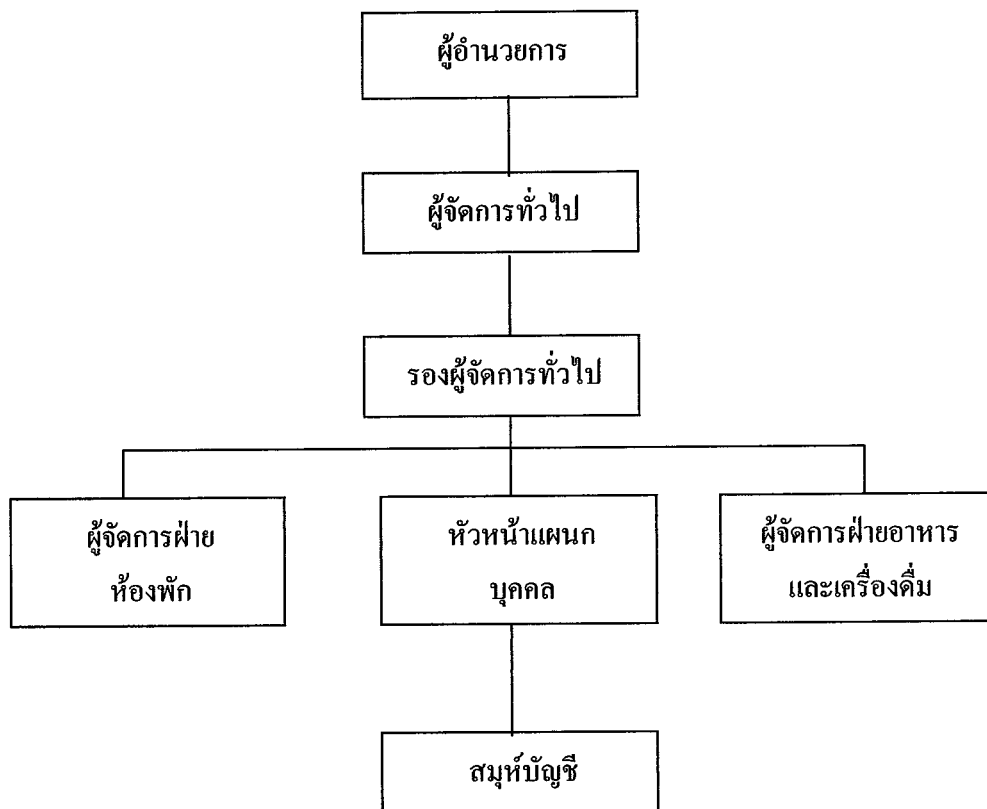 ผู้อำนวยการ
ผู้จัดการทั่วไป
รองผู้จัดการทั่วไป
ผู้จัดการฝ่าย
ห้องพัก
หัวหน้าแผนก
บุคคล
ผู้จัดการฝ่ายอาหาร
และเครื่องดื่ม
สมุห์บัญชี